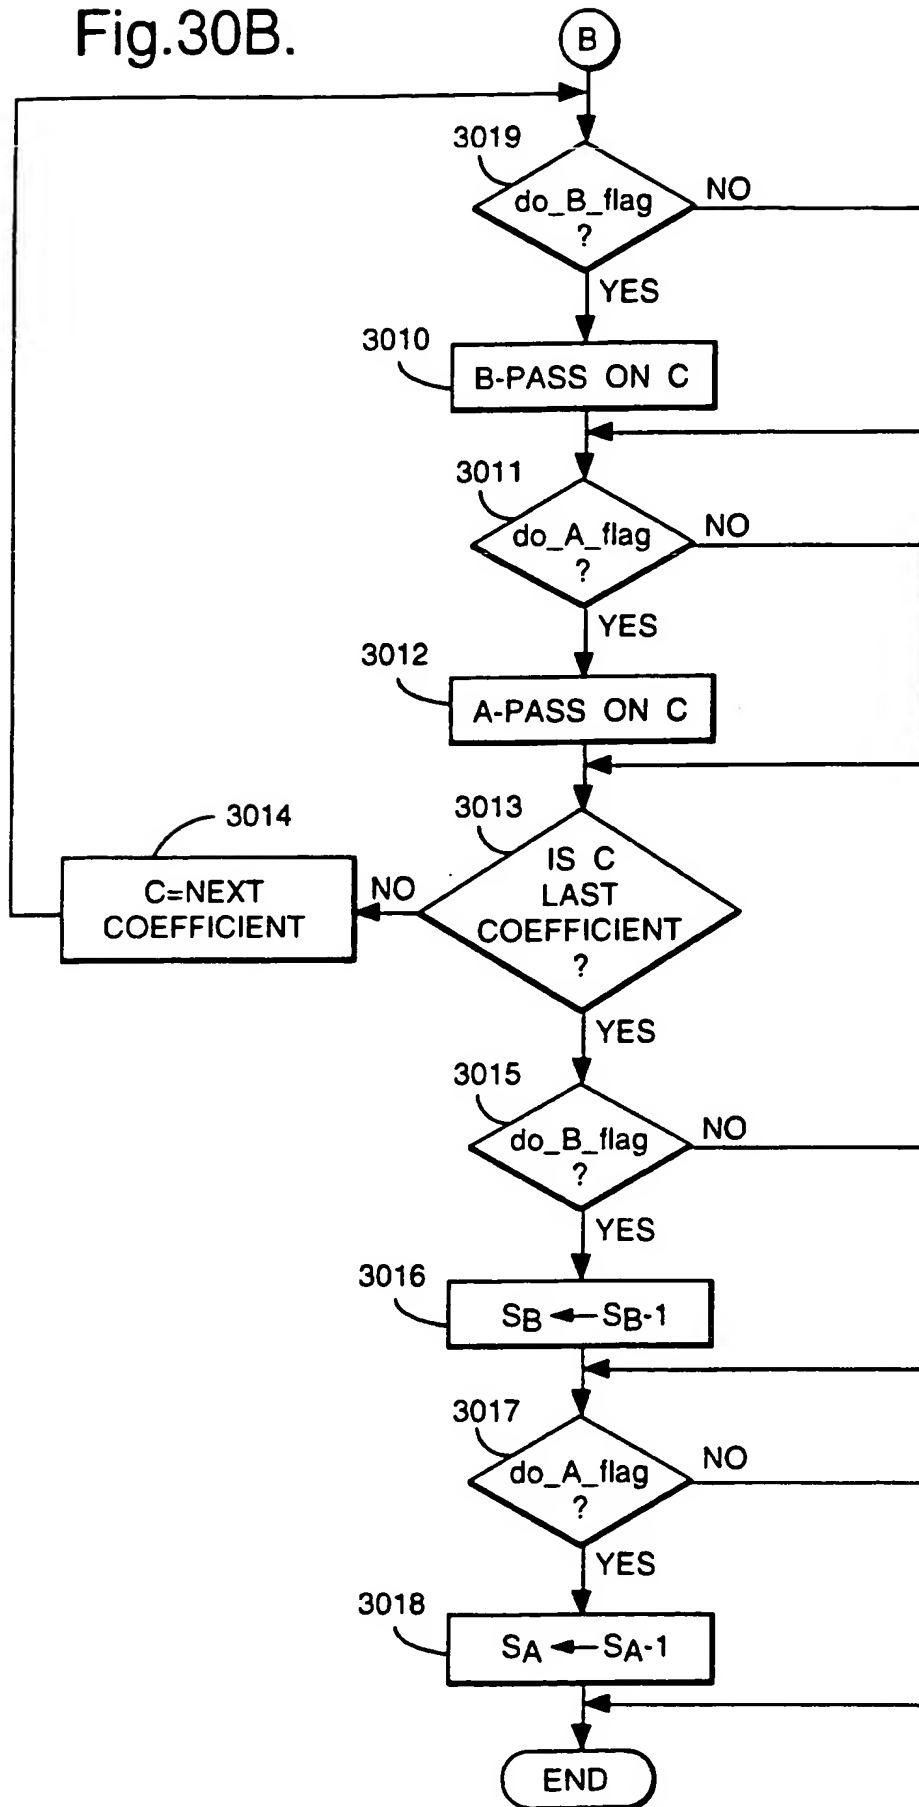 Fig.30B.
B
3019
do_B_flag
?
NO
YES
3010
B-PASS ON C
3011
do_A_flag
?
NO
YES
3012
A-PASS ON C
3013
3014
IS C
LAST
COEFFICIENT
?
NO
C=NEXT
COEFFICIENT
YES
3015
do_B_flag
?
NO
YES
3016
SB ← SB-1
3017
do_A_flag
?
NO
YES
3018
SA ← SA-1
END